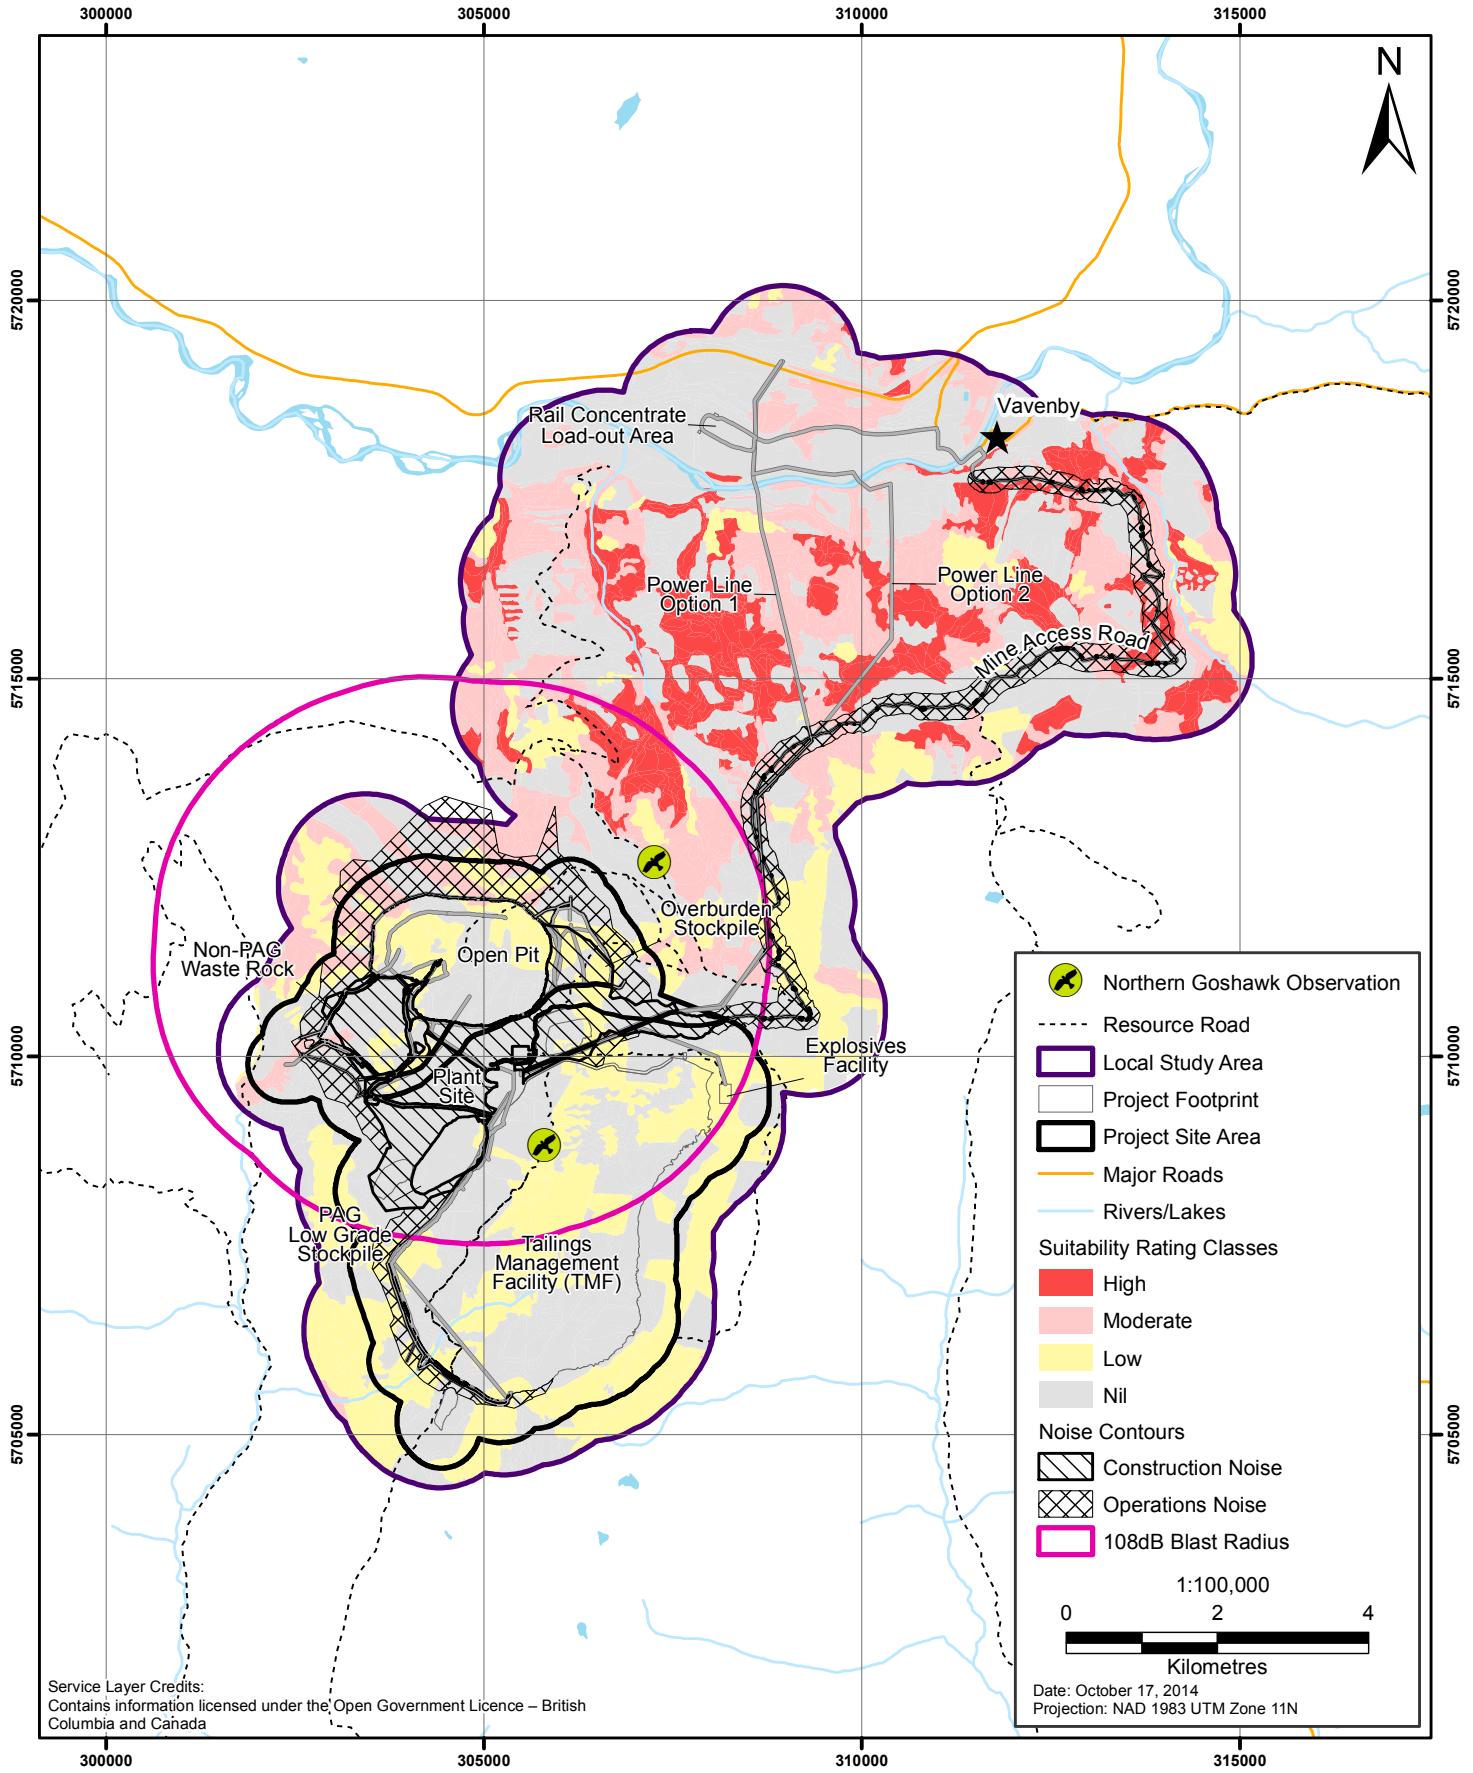 300000
305000
310000
315000
N
5720000
5720000
Vavenby
Rail Concentrate
Load-out Area
Power Line
Option 1
Power Line
Option 2
Mine Access Road
5715000
5715000
Overburden
Stockpile
Non-PAG
Waste Rock
Open Pit
5710000
5710000
Explosives
Facility
Plant
Site
PAG
Low Grade
Stockpile
Tailings
Management
Facility (TMF)
5705000
5705000
Northern Goshawk Observation
Resource Road
Local Study Area
Project Footprint
Project Site Area
Major Roads
Rivers/Lakes
Suitability Rating Classes
High
Moderate
Low
Nil
Noise Contours
Construction Noise
Operations Noise
108dB Blast Radius
1:100,000
0 2 4
Kilometres
Date: October 17, 2014
Projection: NAD 1983 UTM Zone 11N
Service Layer Credits:
Contains information licensed under the Open Government Licence – British
Columbia and Canada
300000
305000
310000
315000